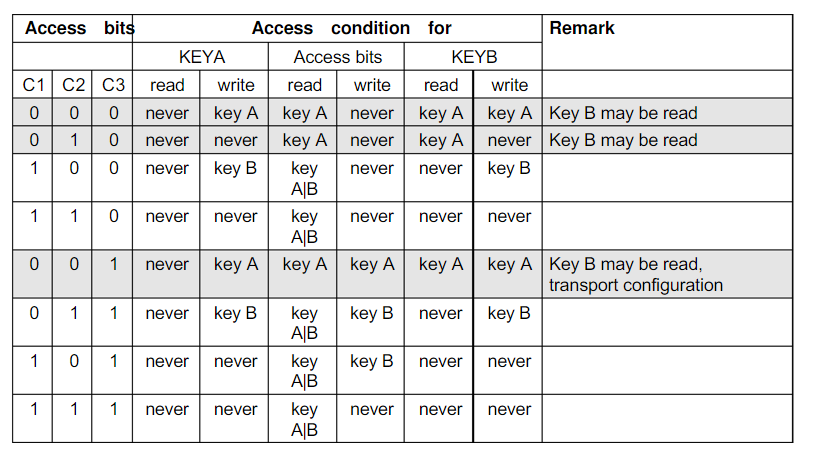 Access bits Access condition for Remark
KEYA Access bits KEYB
C1 C2 C3 read write read write read write
0 0 0 never key A key A never key A key A Key B may be read
0 1 0 never never key A never key A never Key B may be read
1 0 0 never key B key never never key B
A|B
1 1 0 never never key never never never
A|B
0 0 1 never key A key A key A key A key A Key B may be read,
transport configuration
0 1 1 never key B key key B never key B
A|B
1 0 1 never never key key B never never
A|B
1 1 1 never never key never never never
A|B